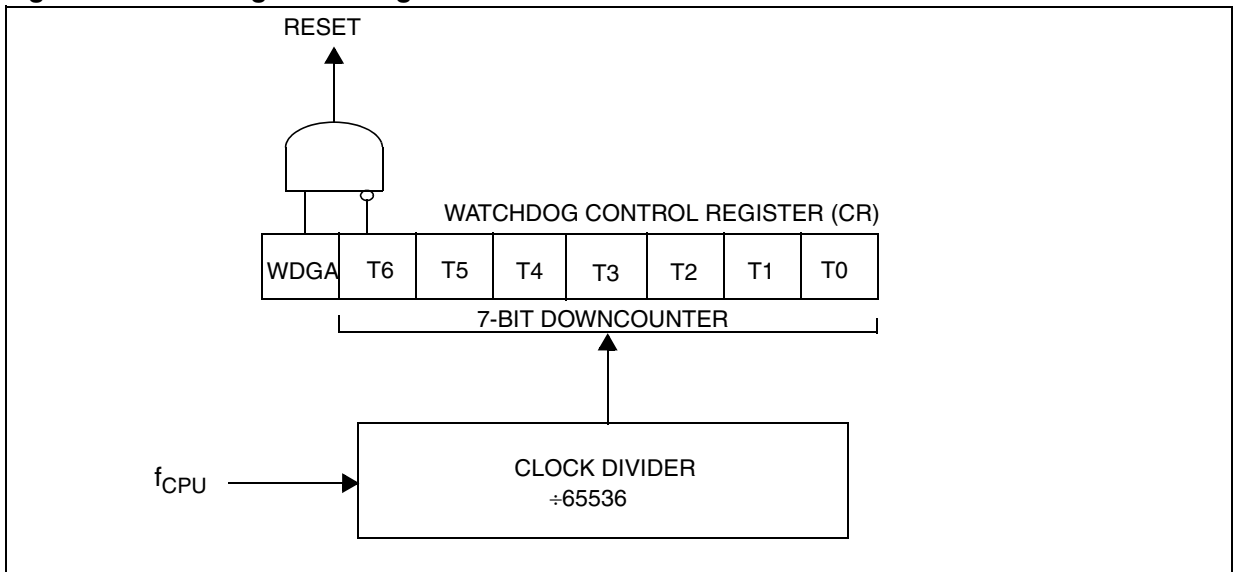 RESET
WATCHDOG CONTROL REGISTER (CR)
WDGA T6 T5 T4 T3 T2 T1 T0
7-BIT DOWNCOUNTER
fCPU
CLOCK DIVIDER
÷65536